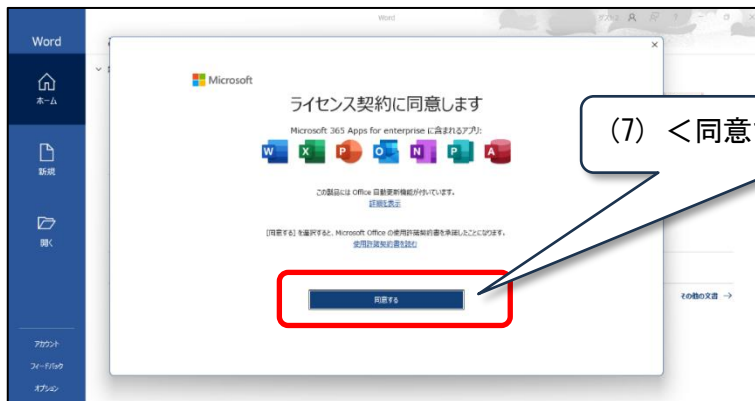 Word
Word
Microsoft
ライセンス契約に同意します
Microsoft 365 Apps for enterprise に含まれるアプリ:
(7) ＜同意
ホーム
新規
この製品には Office 自動更新機能が付いています。
詳細を表示
開く
[同意する] を選択すると、Microsoft Office の使用許諾契約書を承諾したことになります。
使用許諾契約書を読む
同意する
その他の文書 →
アカウント
フィードバック
オプション